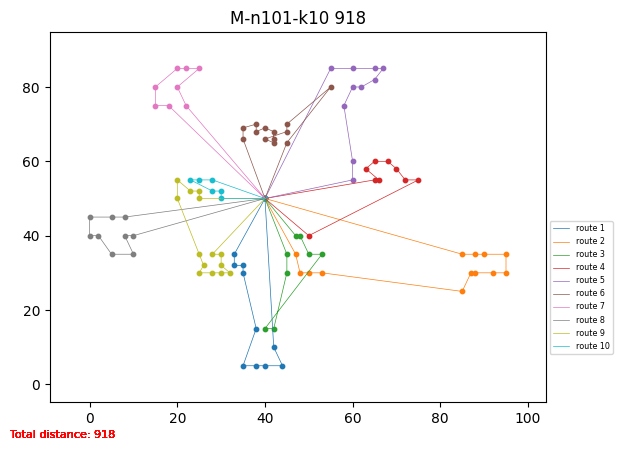 M-n101-k10 918
80
60
40
20
0
0 20 40 60 80 100
route 1
route 2
route 3
route 4
route 5
route 6
route 7
route 8
route 9
route 10
Total distance: 918